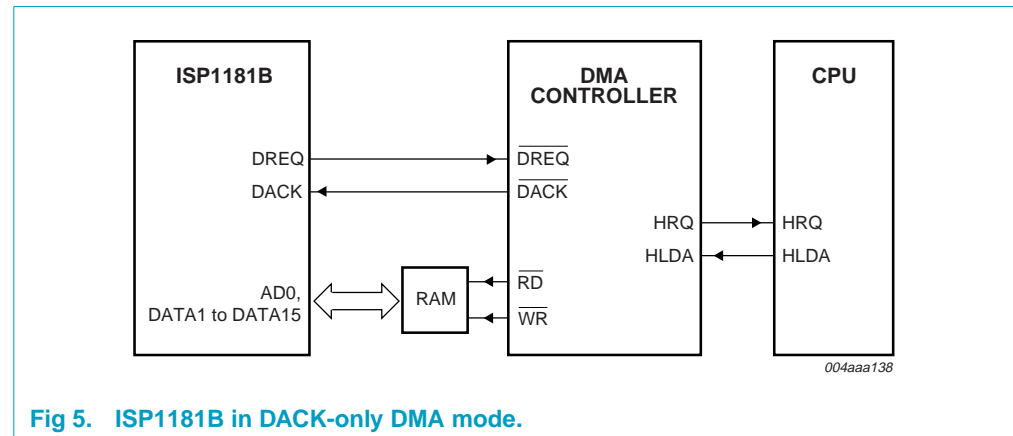 ISP1181B
DMA
CONTROLLER
CPU
DREQ
DREQ
DACK
DACK
HRQ
HRQ
HLDA
HLDA
AD0,
DATA1 to DATA15
RAM
RD
WR
004aaa138
Fig 5. ISP1181B in DACK-only DMA mode.